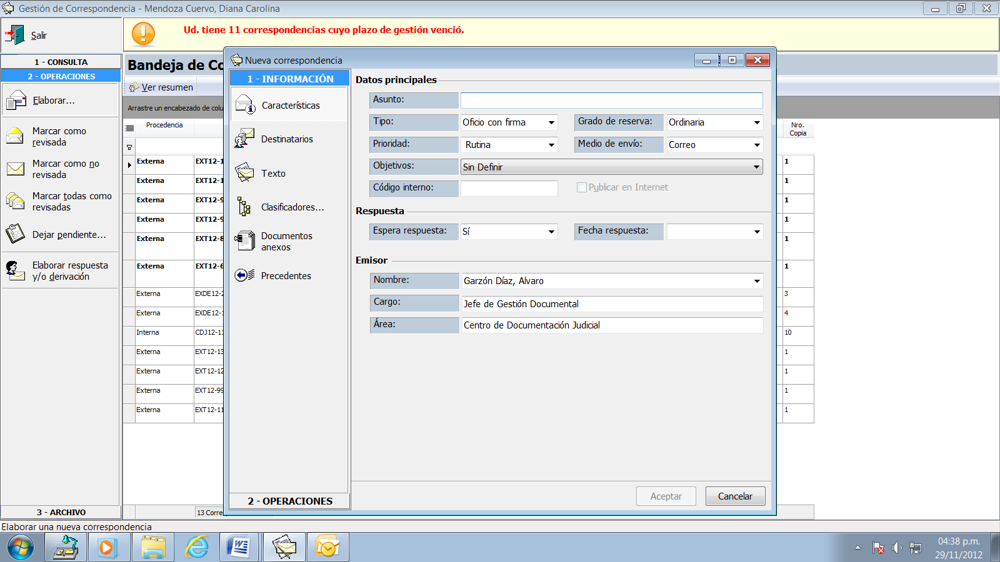 Gestión de Correspondencia - Mendoza Cuervo, Diana Carolina
Salir
Ud. tiene 11 correspondencias cuyo plazo de gestión venció.
1 - CONSULTA
2 - OPERACIONES
Elaborar...
Marcar como
revisada
Marcar como no
revisada
Marcar todas como
revisadas
Dejar pendiente...
Elaborar respuesta
y/o derivación
3 - ARCHIVO
Bandeja de Co
Ver resumen
Arrastre un encabezado de colu
Procedencia
Nro.
Copia
Externa EXT12-1 1
Externa EXT12-1 1
Externa EXT12-9 1
Externa EXT12-9 1
Externa EXT12-8 1
Externa EXT12-6 1
Externa EXDE12-2 3
Externa EXDE12-1 4
Interna CDJ12-11 10
Externa EXT12-13 1
Externa EXT12-12 1
Externa EXT12-99 1
Externa EXT12-11 1
13 Corre
Nueva correspondencia
1 - INFORMACIÓN
Características
Destinatarios
Texto
Clasificadores...
Documentos
anexos
Precedentes
2 - OPERACIONES
Datos principales
Asunto:
Tipo: Oficio con firma Grado de reserva: Ordinaria
Prioridad: Rutina Medio de envío: Correo
Objetivos: Sin Definir
Código interno: Publicar en Internet
Respuesta
Espera respuesta: Sí Fecha respuesta:
Emisor
Nombre: Garzón Díaz, Alvaro
Cargo: Jefe de Gestión Documental
Área: Centro de Documentación Judicial
Aceptar Cancelar
Elaborar una nueva correspondencia
04:38 p.m.
29/11/2012